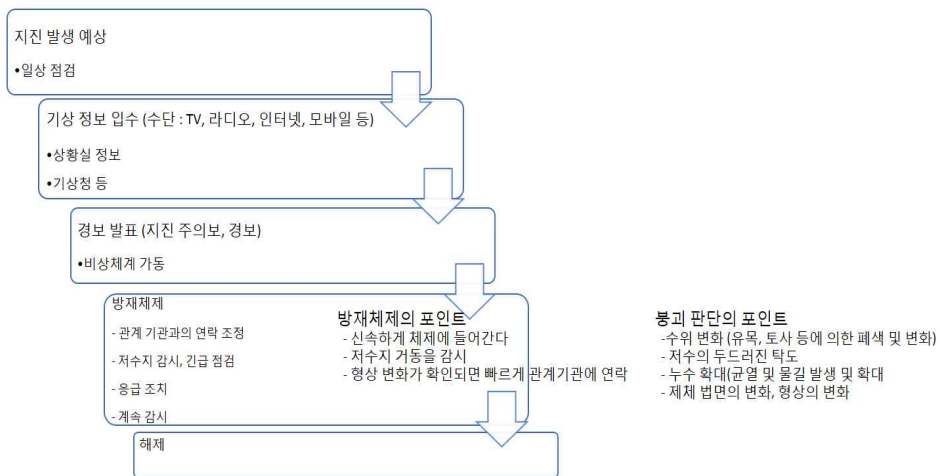 지진 발생 예상
•일상 점검
기상 정보 입수 (수단 : TV, 라디오, 인터넷, 모바일 등)
•상황실 정보
•기상청 등
경보 발표 (지진 주의보, 경보)
•비상체계 가동
방재체제
- 관계 기관과의 연락 조정
- 저수지 감시, 긴급 점검
- 응급 조치
- 계속 감시
방재체제의 포인트
- 신속하게 체제에 들어간다
- 저수지 거동을 감시
- 형상 변화가 확인되면 빠르게 관계기관에 연락
붕괴 판단의 포인트
-수위 변화 (유목, 토사 등에 의한 폐색 및 변화)
- 저수의 두드러진 탁도
- 누수 확대(균열 및 물길 발생 및 확대
- 제체 법면의 변화, 형상의 변화
해제